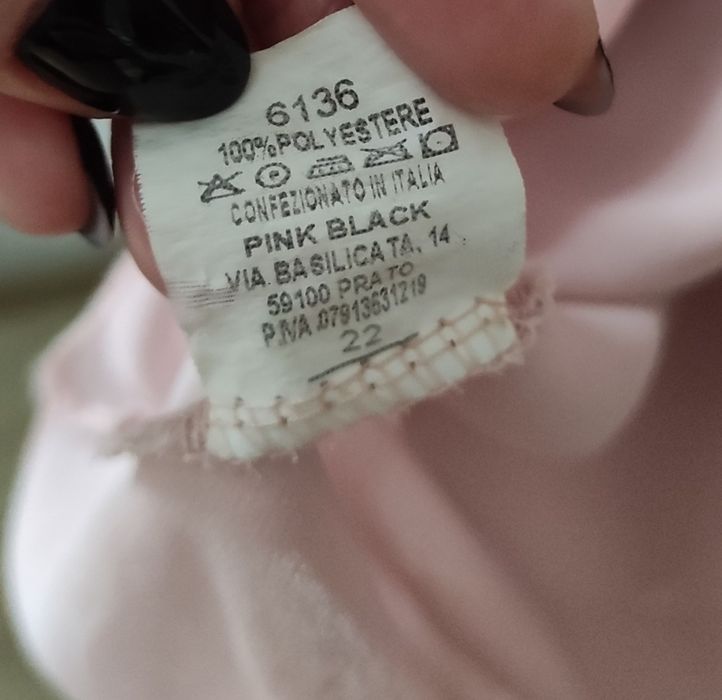 6136
100%POLYESTERE
CONFEZIONATO IN ITALIA
PINK BLACK
VIA. BASILICATA. 14
59100 PRATO
P.IVA.07913631219
22